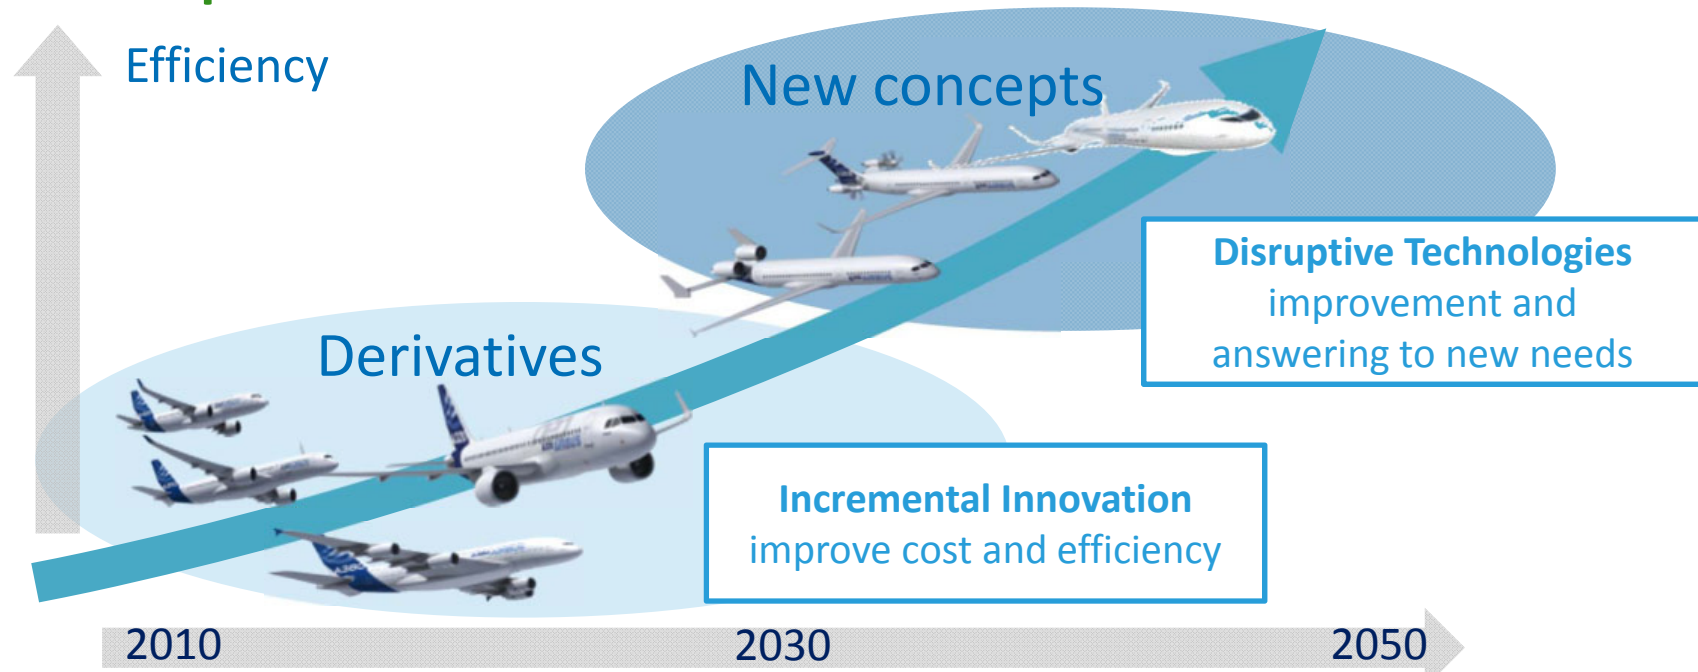 Efficiency
New concepts
Disruptive Technologies
improvement and
answering to new needs
Derivatives
Incremental Innovation
improve cost and efficiency
2010
2030
2050